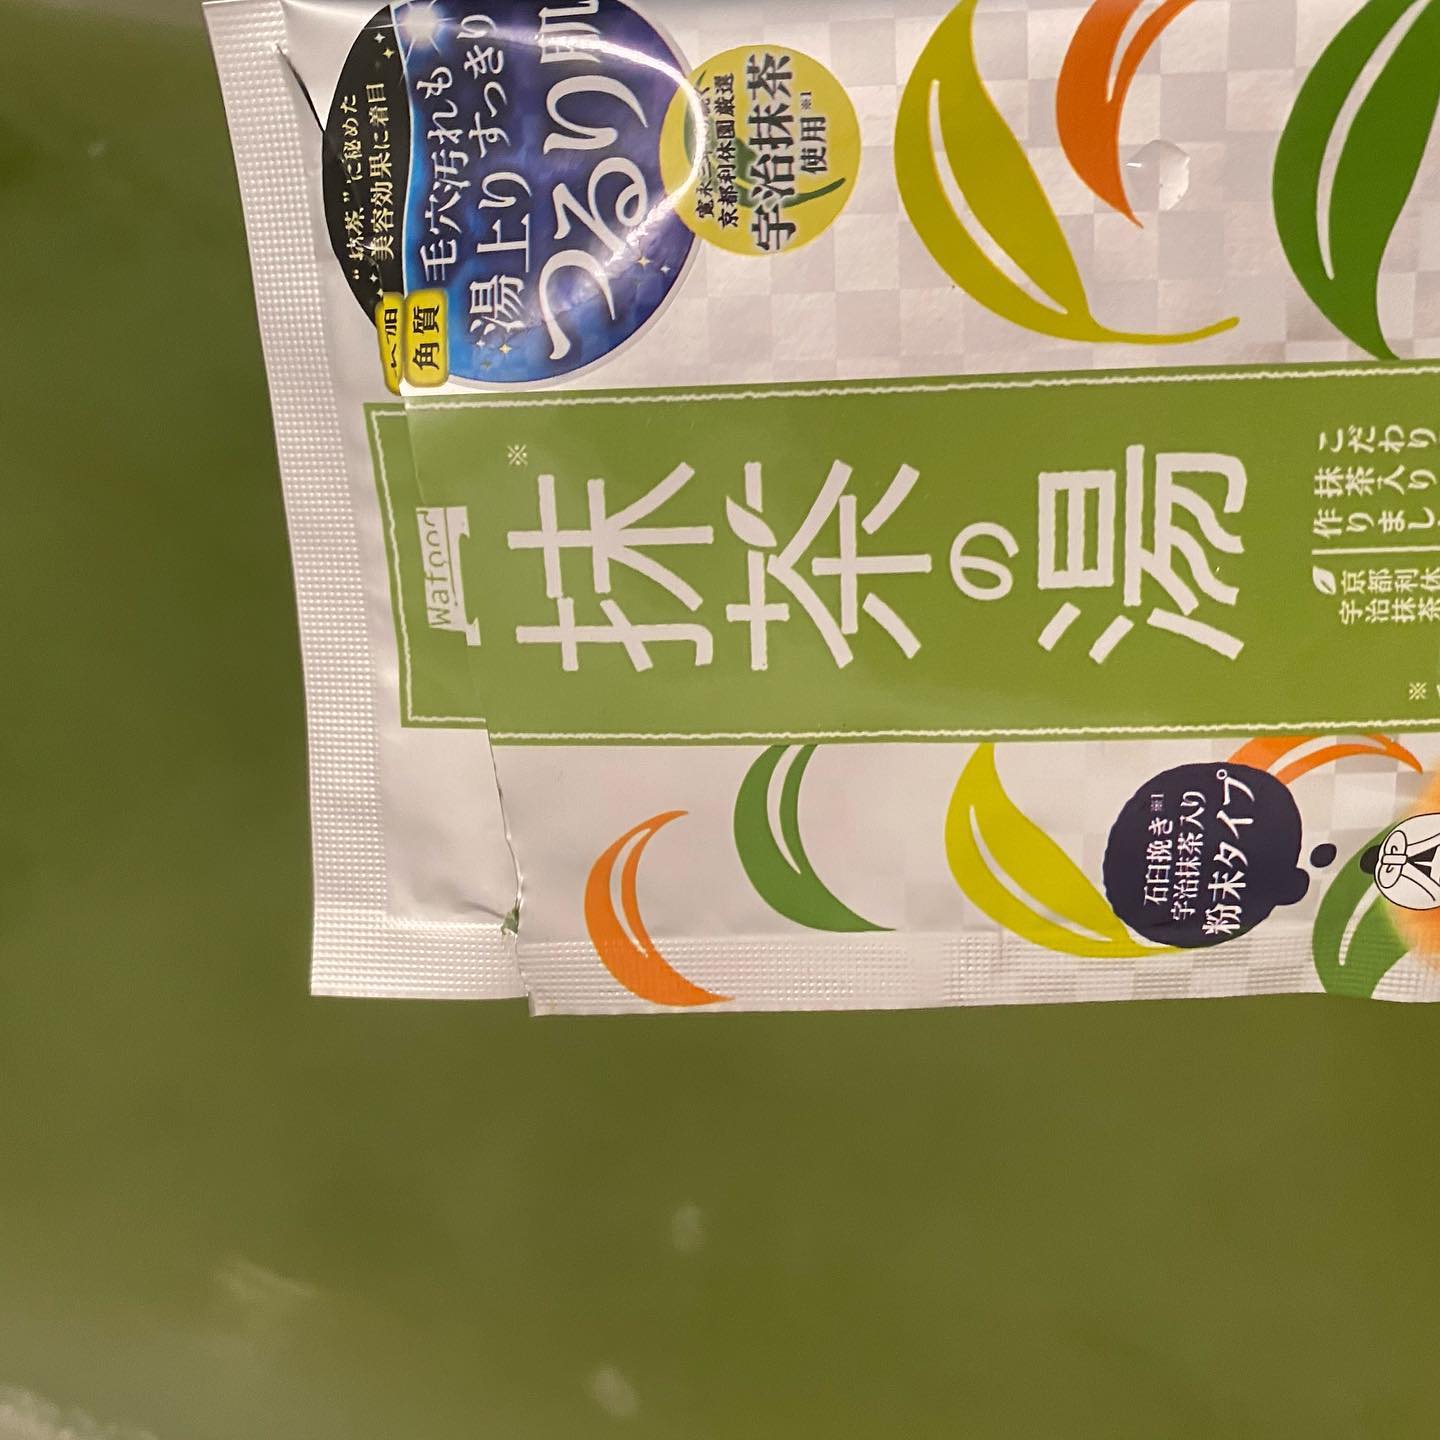 “抹茶”に秘めた
美容効果に着目
毛穴汚れも
湯上り すっきり
つるり肌
角質
京都利休園厳選
宇治抹茶
使用※1
Wafood
※
抹茶の湯
こだわり
抹茶入り
作りまし
京都利休
宇治抹茶
※
石臼挽き※1
宇治抹茶入り
粉末タイプ